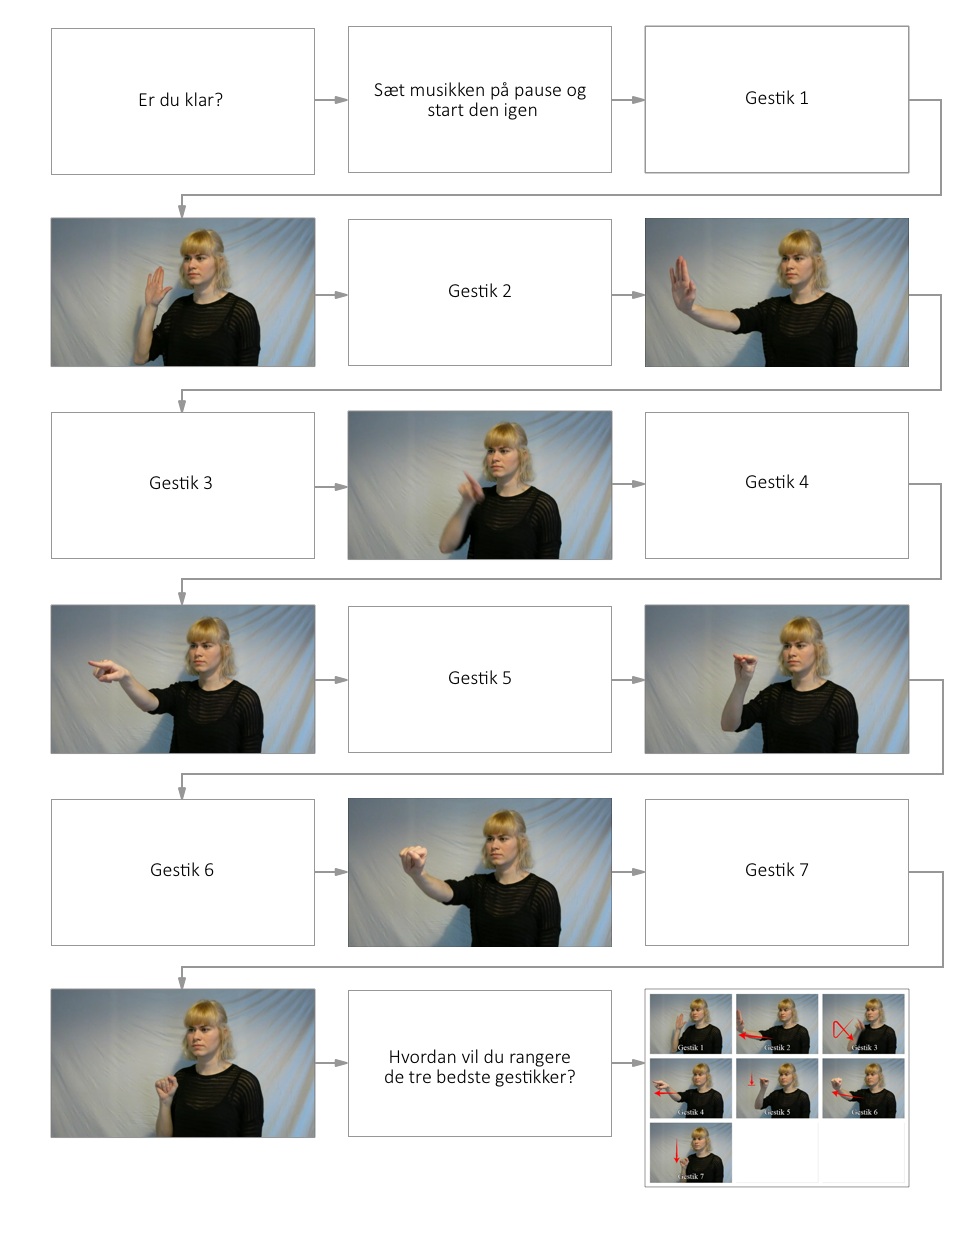 Er du klar?
Sæt musikken på pause og
start den igen
Gestik 1
Gestik 2
Gestik 3
Gestik 4
Gestik 5
Gestik 6
Gestik 7
Hvordan vil du rangere
de tre bedste gestikker?
Gestik 1
Gestik 2
Gestik 3
Gestik 4
Gestik 5
Gestik 6
Gestik 7